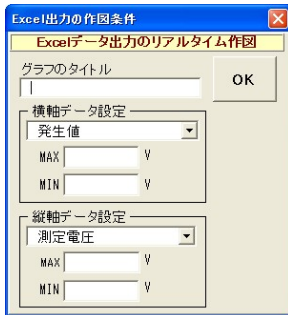 Excel出力の作図条件
Excelデータ出力のリアルタイム作図
グラフのタイトル
OK
横軸データ設定
発生値
MAX V
MIN V
縦軸データ設定
測定電圧
MAX V
MIN V